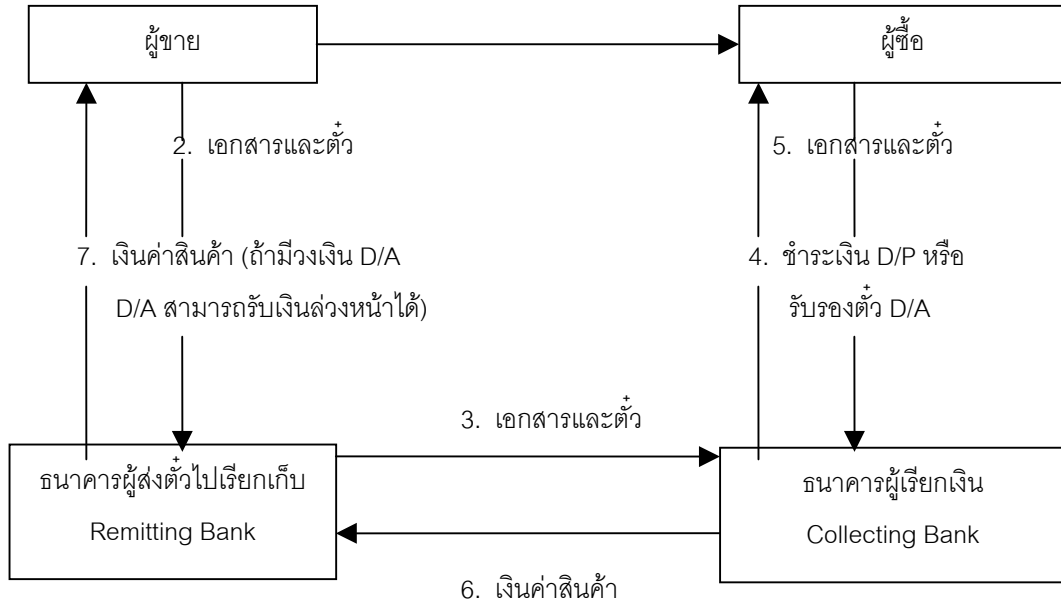 ผู้ขาย
ผู้ซื้อ
2. เอกสารและตั๋ว
5. เอกสารและตั๋ว
7. เงินค่าสินค้า (ถ้ามีวงเงิน D/A
D/A สามารถรับเงินล่วงหน้าได้)
4. ชำระเงิน D/P หรือ
รับรองตั๋ว D/A
3. เอกสารและตั๋ว
ธนาคารผู้ส่งตั๋วไปเรียกเก็บ
Remitting Bank
ธนาคารผู้เรียกเงิน
Collecting Bank
6. เงินค่าสินค้า